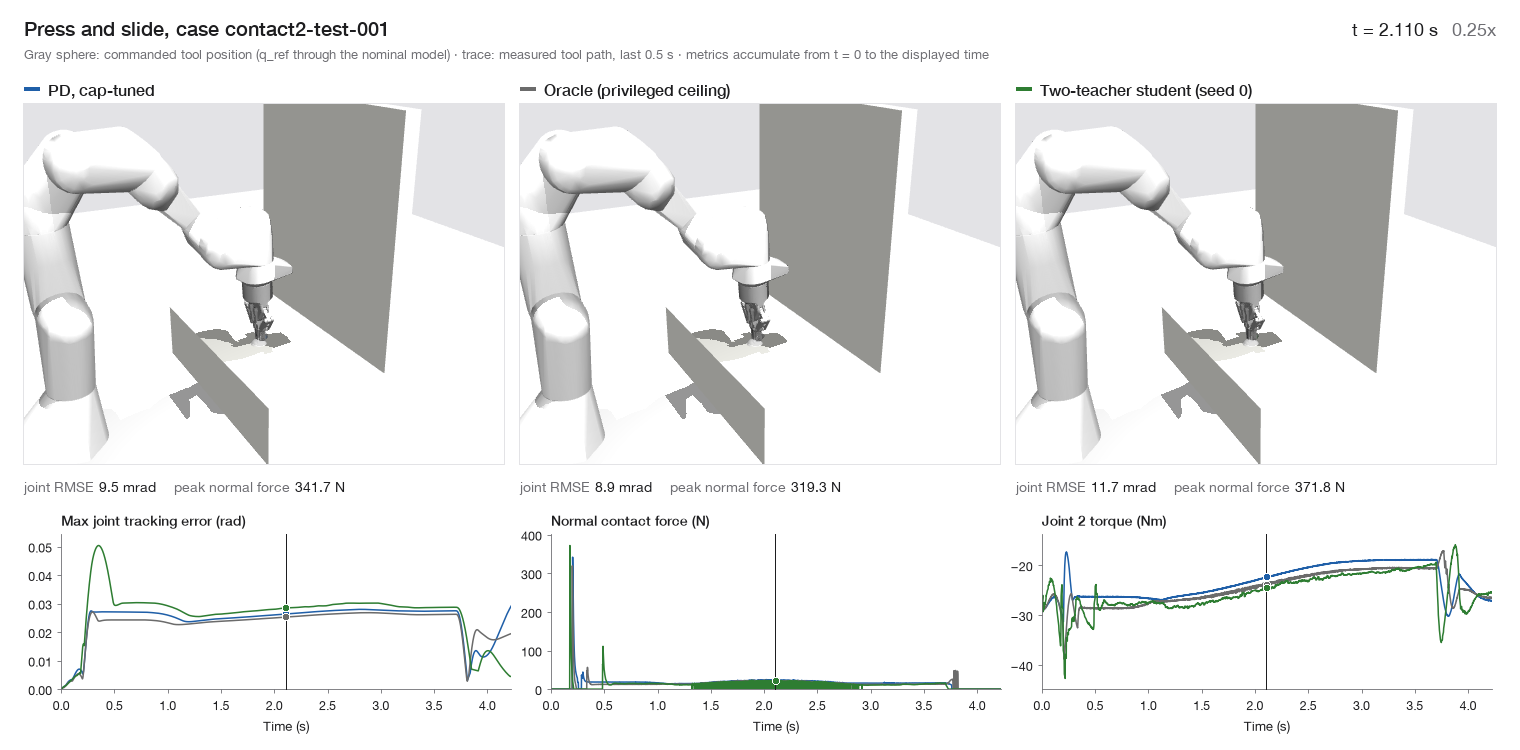 Press and slide, case contact2-test-001
t = 2.110 s 0.25x
Gray sphere: commanded tool position (q_ref through the nominal model) · trace: measured tool path, last 0.5 s · metrics accumulate from t = 0 to the displayed time
PD, cap-tuned
Oracle (privileged ceiling)
Two-teacher student (seed 0)
joint RMSE 9.5 mrad peak normal force 341.7 N
joint RMSE 8.9 mrad peak normal force 319.3 N
joint RMSE 11.7 mrad peak normal force 371.8 N
Max joint tracking error (rad)
0.05
0.04
0.03
0.02
0.01
0.00
0.0 0.5 1.0 1.5 2.0 2.5 3.0 3.5 4.0
Time (s)
Normal contact force (N)
400
300
200
100
0
0.0 0.5 1.0 1.5 2.0 2.5 3.0 3.5 4.0
Time (s)
Joint 2 torque (Nm)
−20
−30
−40
0.0 0.5 1.0 1.5 2.0 2.5 3.0 3.5 4.0
Time (s)